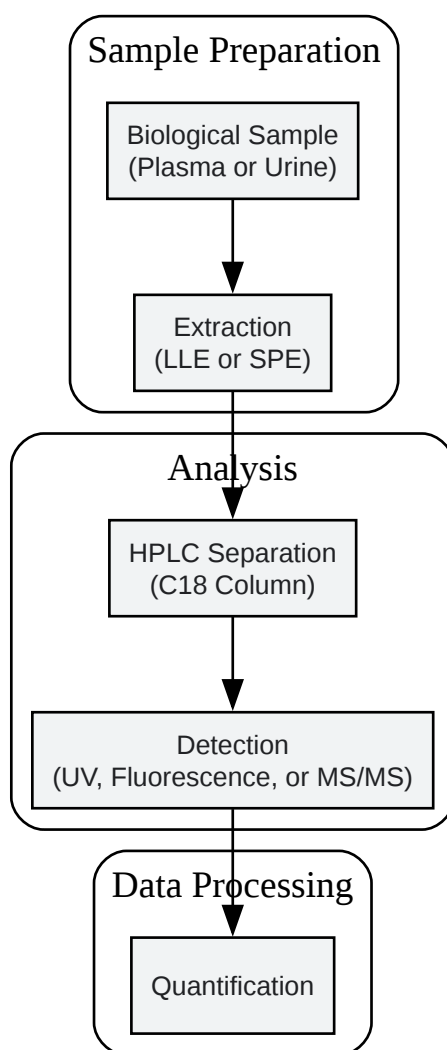 Sample Preparation
Biological Sample
(Plasma or Urine)
Extraction
(LLE or SPE)
Analysis
HPLC Separation
(C18 Column)
Detection
(UV, Fluorescence, or MS/MS)
Data Processing
Quantification